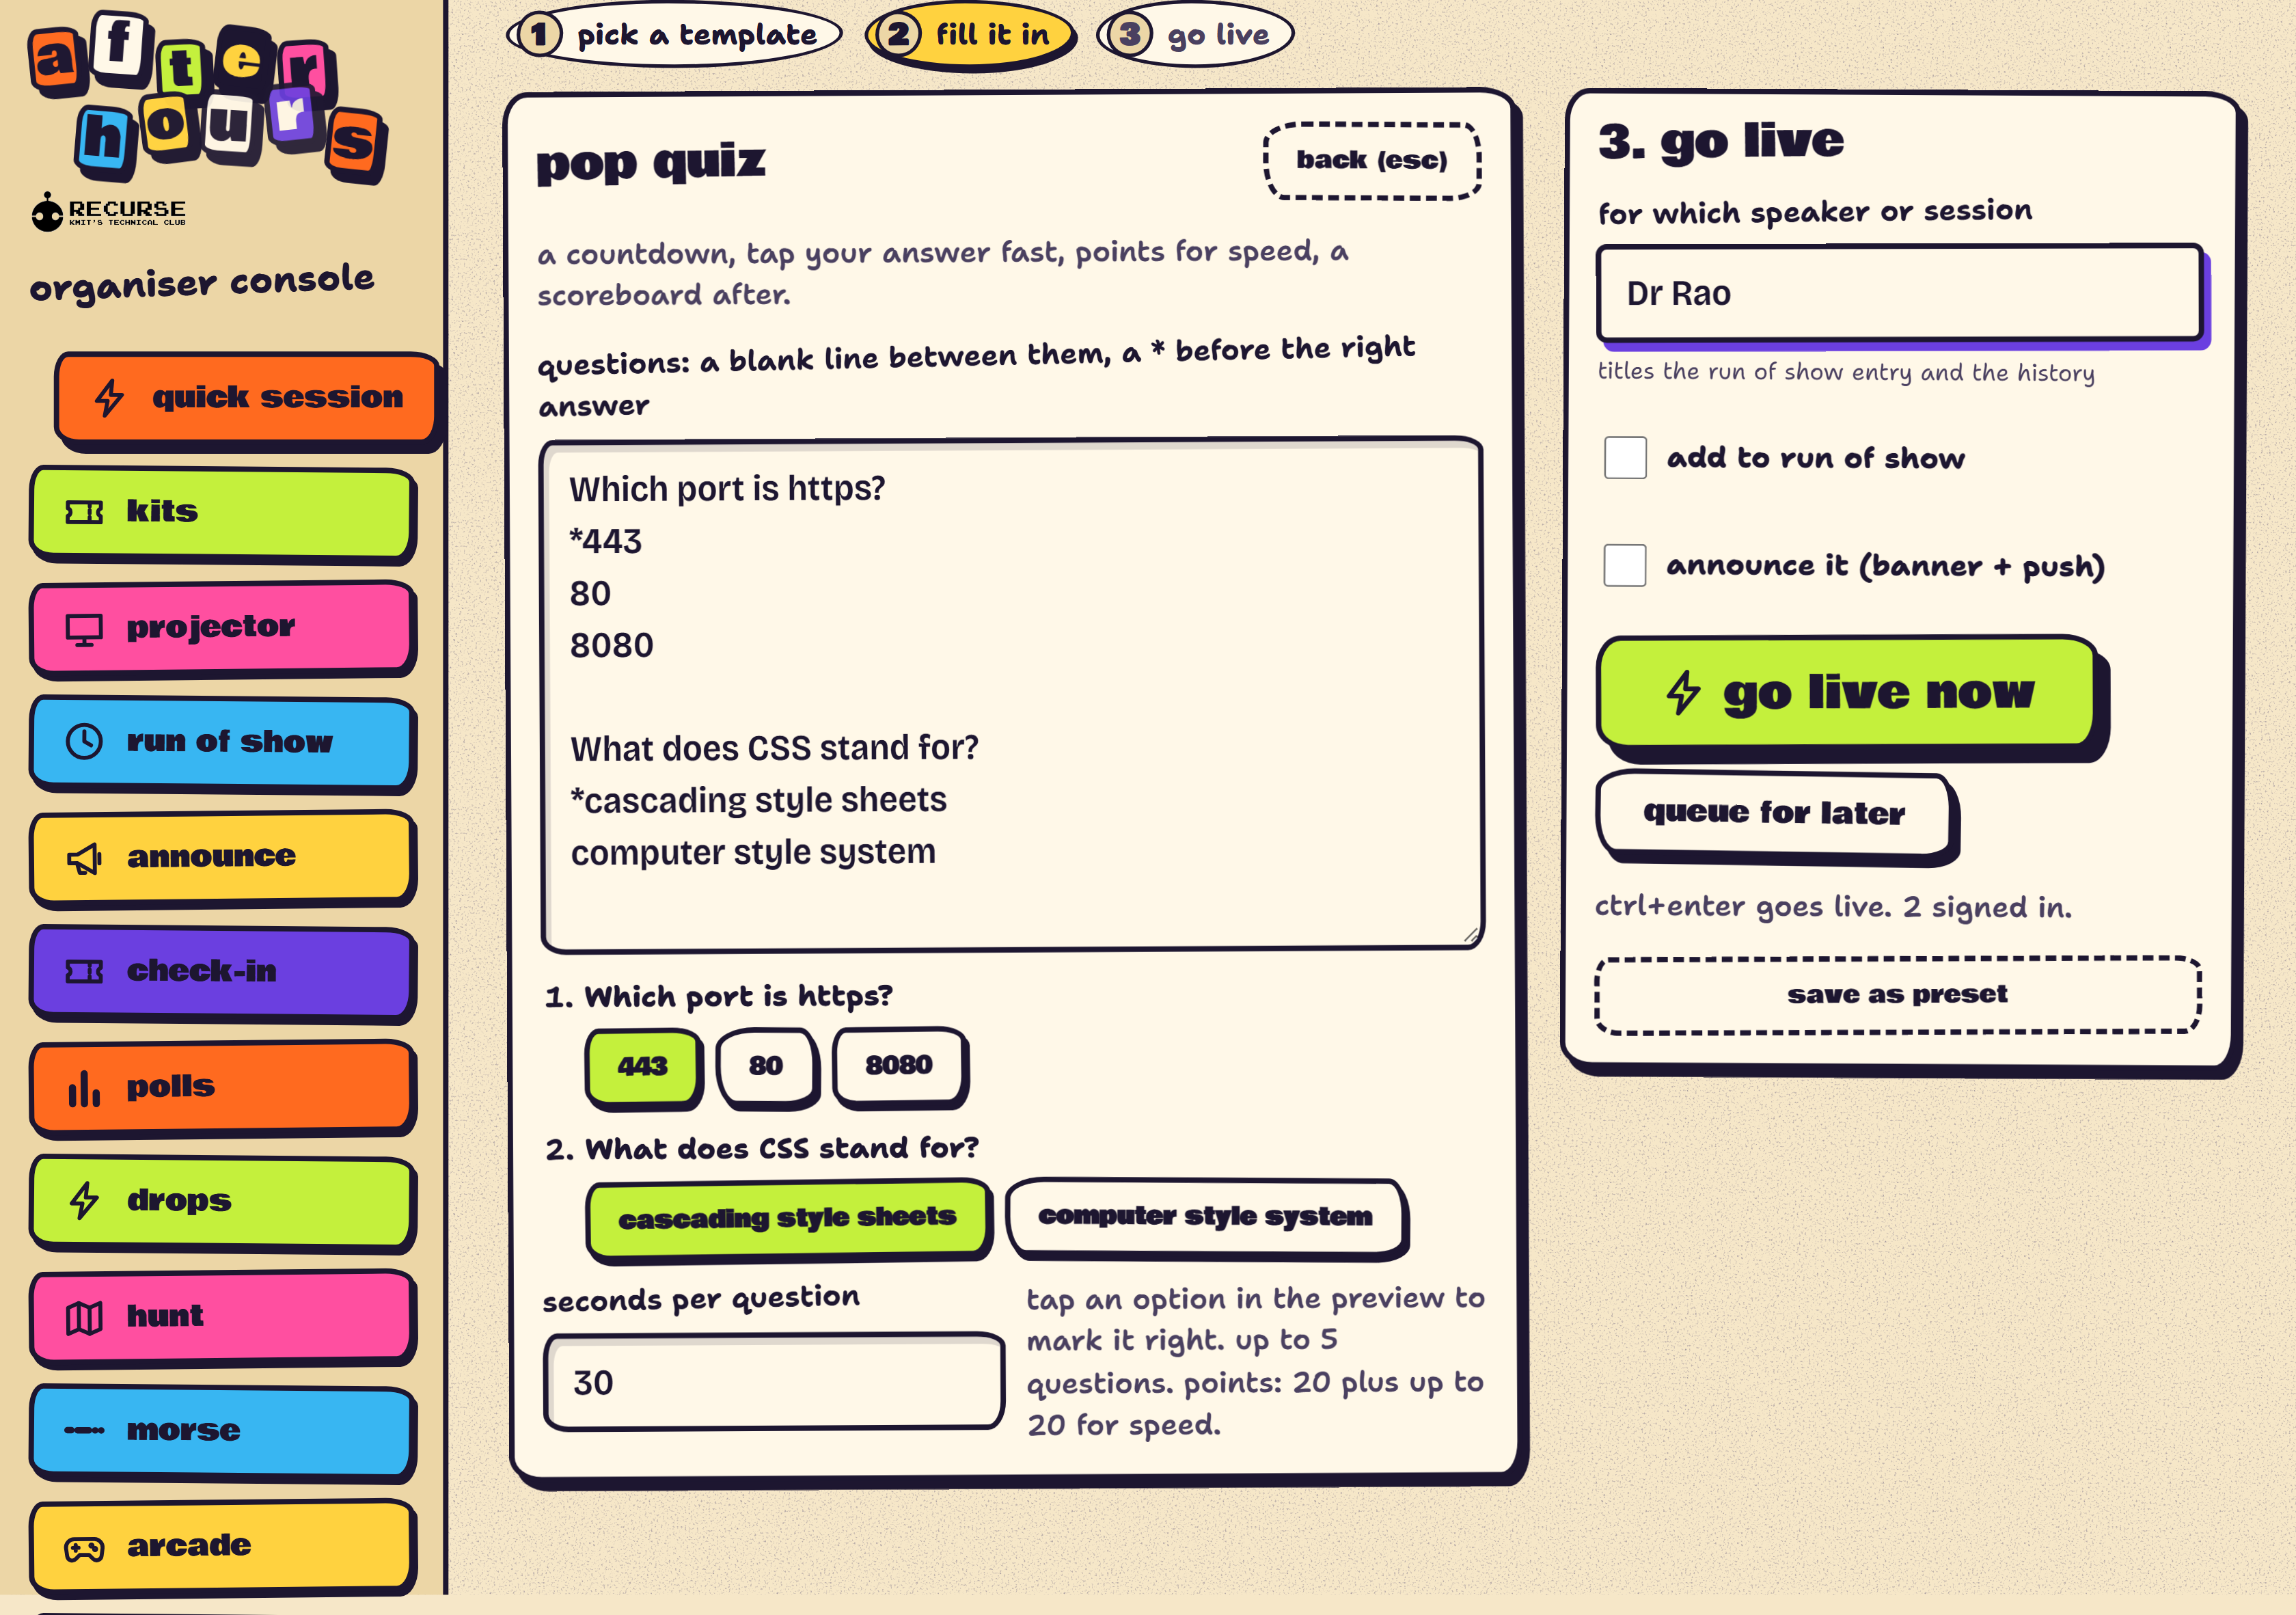 after
hours
RECURSE
KMIT'S TECHNICAL CLUB
organiser console
quick session
kits
projector
run of show
announce
check-in
polls
drops
hunt
morse
arcade
1 pick a template
2 fill it in
3 go live
pop quiz
back (esc)
a countdown, tap your answer fast, points for speed, a
scoreboard after.
questions: a blank line between them, a * before the right
answer
Which port is https?
*443
80
8080
What does CSS stand for?
*cascading style sheets
computer style system
1. Which port is https?
443
80
8080
2. What does CSS stand for?
cascading style sheets
computer style system
seconds per question
30
tap an option in the preview to
mark it right. up to 5
questions. points: 20 plus up to
20 for speed.
3. go live
for which speaker or session
Dr Rao
titles the run of show entry and the history
add to run of show
announce it (banner + push)
go live now
queue for later
ctrl+enter goes live. 2 signed in.
save as preset